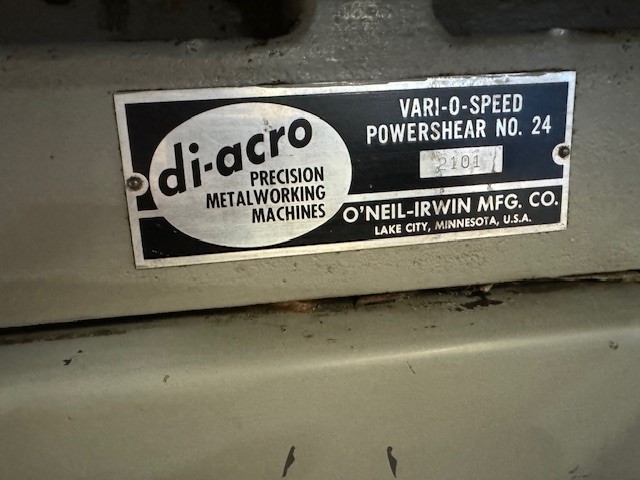 di-acro
PRECISION
METALWORKING
MACHINES
VARI-O-SPEED
POWERSHEAR NO. 24
2101
O'NEIL-IRWIN MFG. CO.
LAKE CITY, MINNESOTA, U.S.A.